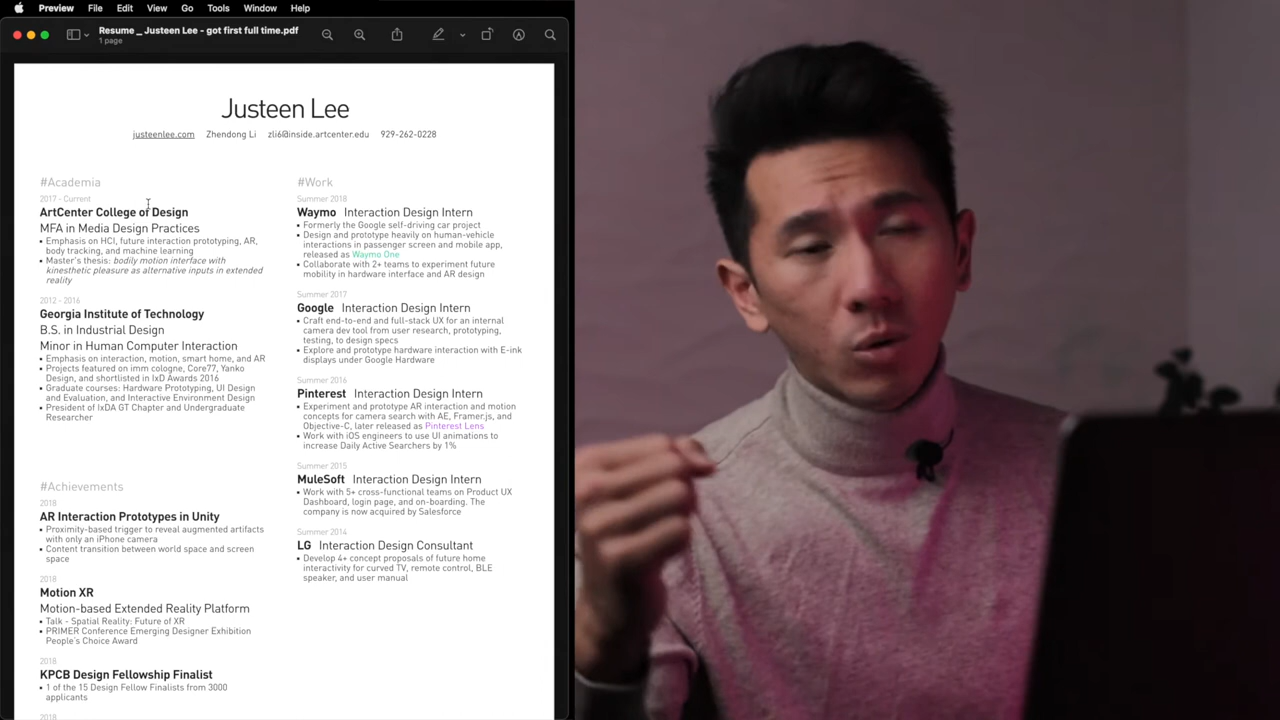 Preview File Edit View Go Tools Window Help
Resume _ Justeen Lee - got first full time.pdf
1 page
Justeen Lee
justeenlee.com Zhendong Li zli6@inside.artcenter.edu 929-262-0228
#Academia
2017 - Current
ArtCenter College of Design
MFA in Media Design Practices
• Emphasis on HCI, future interaction prototyping, AR,
body tracking, and machine learning
• Master's thesis: bodily motion interface with
kinesthetic pleasure as alternative inputs in extended
reality
2012 - 2016
Georgia Institute of Technology
B.S. in Industrial Design
Minor in Human Computer Interaction
• Emphasis on interaction, motion, smart home, and AR
• Projects featured on imm cologne, Core77, Yanko
Design, and shortlisted in IxD Awards 2016
• Graduate courses: Hardware Prototyping, UI Design
and Evaluation, and Interactive Environment Design
• President of IxDA GT Chapter and Undergraduate
Researcher
#Achievements
2018
AR Interaction Prototypes in Unity
• Proximity-based trigger to reveal augmented artifacts
with only an iPhone camera
• Content transition between world space and screen
space
2018
Motion XR
Motion-based Extended Reality Platform
• Talk - Spatial Reality: Future of XR
• PRIMER Conference Emerging Designer Exhibition
People's Choice Award
2018
KPCB Design Fellowship Finalist
• 1 of the 15 Design Fellow Finalists from 3000
applicants
2018
#Work
Summer 2018
Waymo Interaction Design Intern
• Formerly the Google self-driving car project
• Design and prototype heavily on human-vehicle
interactions in passenger screen and mobile app,
released as Waymo One
• Collaborate with 2+ teams to experiment future
mobility in hardware interface and AR design
Summer 2017
Google Interaction Design Intern
• Craft end-to-end and full-stack UX for an internal
camera dev tool from user research, prototyping,
testing, to design specs
• Explore and prototype hardware interaction with E-ink
displays under Google Hardware
Summer 2016
Pinterest Interaction Design Intern
• Experiment and prototype AR interaction and motion
concepts for camera search with AE, Framer.js, and
Objective-C, later released as Pinterest Lens
• Work with iOS engineers to use UI animations to
increase Daily Active Searchers by 1%
Summer 2015
MuleSoft Interaction Design Intern
• Work with 5+ cross-functional teams on Product UX
Dashboard, login page, and on-boarding. The
company is now acquired by Salesforce
Summer 2014
LG Interaction Design Consultant
• Develop 4+ concept proposals of future home
interactivity for curved TV, remote control, BLE
speaker, and user manual